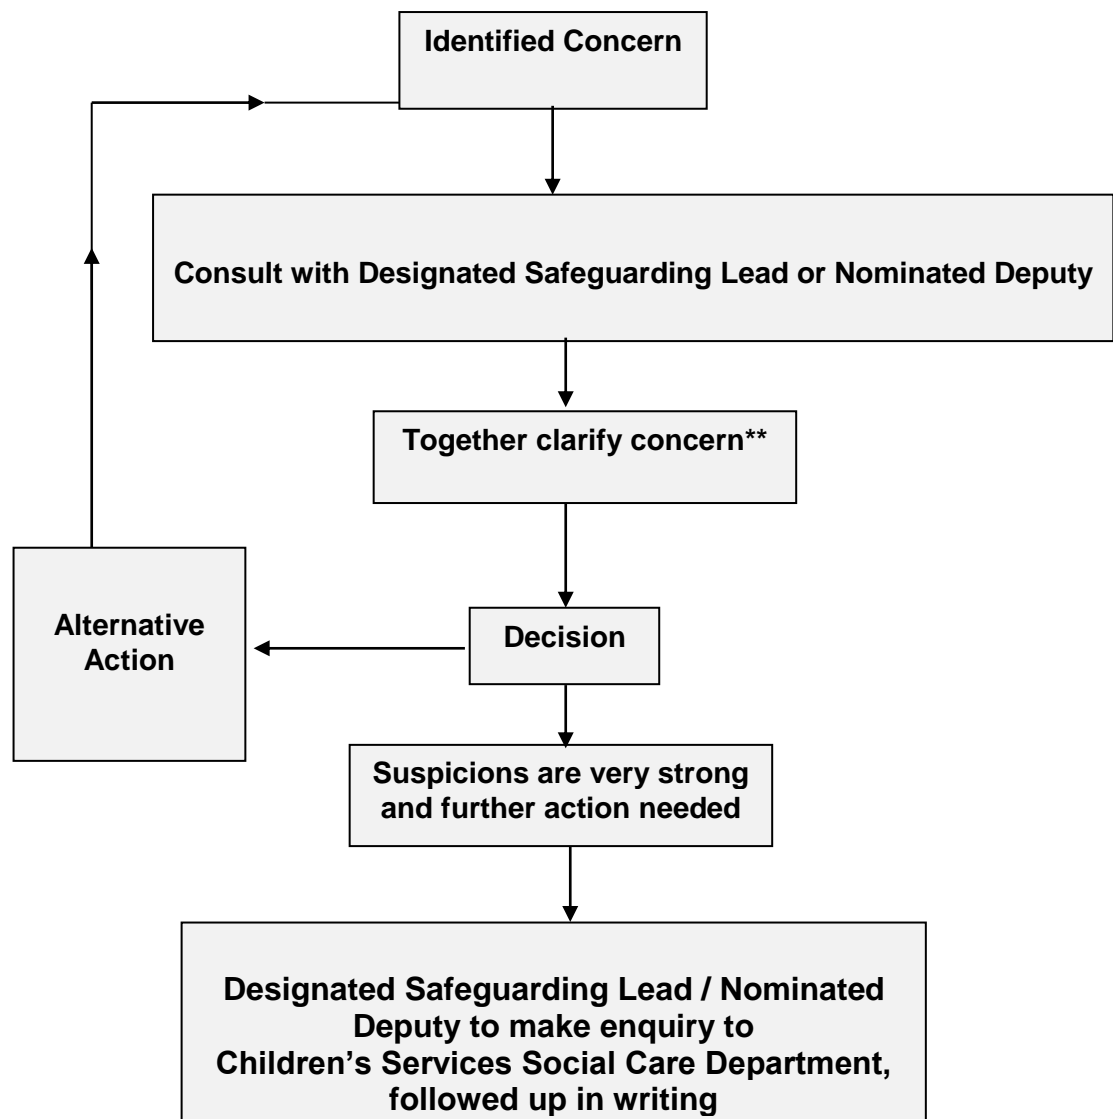 Identified Concern
Consult with Designated Safeguarding Lead or Nominated Deputy
Together clarify concern**
Alternative
Action
Decision
Suspicions are very strong
and further action needed
Designated Safeguarding Lead / Nominated
Deputy to make enquiry to
Children’s Services Social Care Department,
followed up in writing